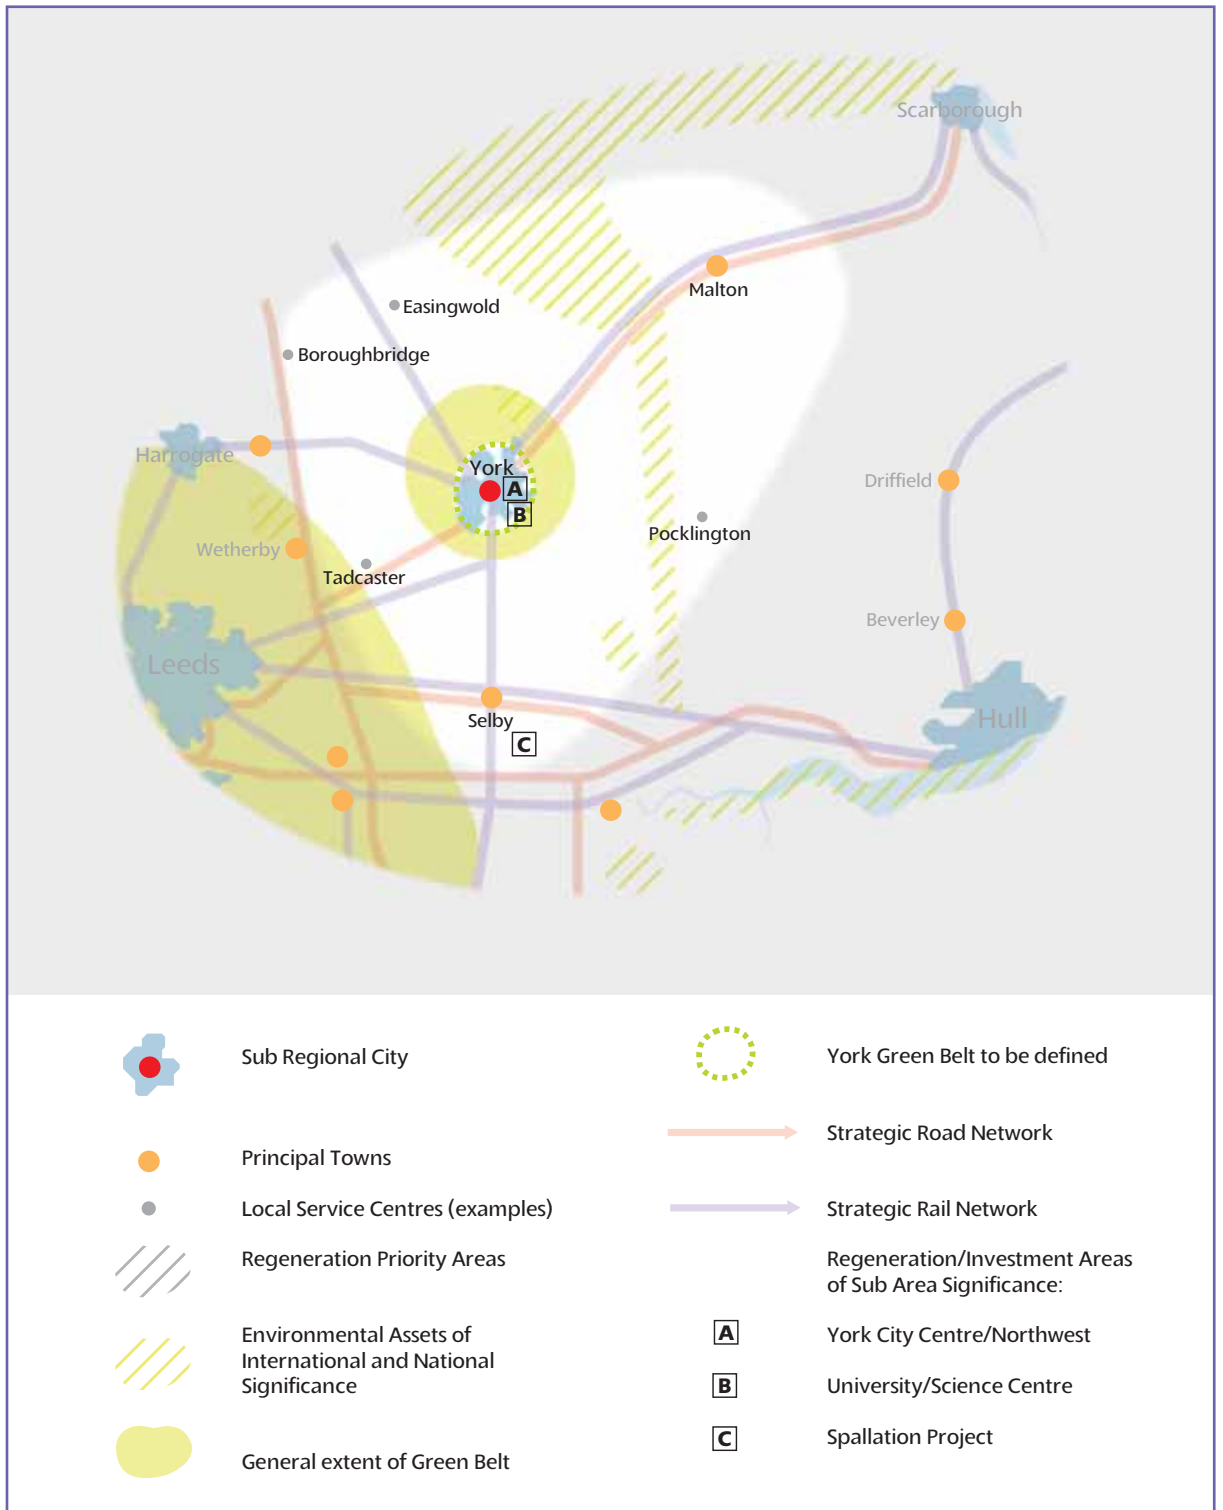 Scarborough
Malton
Easingwold
Boroughbridge
Harrogate
York
A
B
Driffield
Pocklington
Wetherby
Tadcaster
Beverley
Leeds
Selby
Hull
C
Sub Regional City
York Green Belt to be defined
Principal Towns
Strategic Road Network
Local Service Centres (examples)
Strategic Rail Network
Regeneration Priority Areas
Regeneration/Investment Areas
of Sub Area Significance:
Environmental Assets of
International and National
Significance
A
York City Centre/Northwest
B
University/Science Centre
C
Spallation Project
General extent of Green Belt